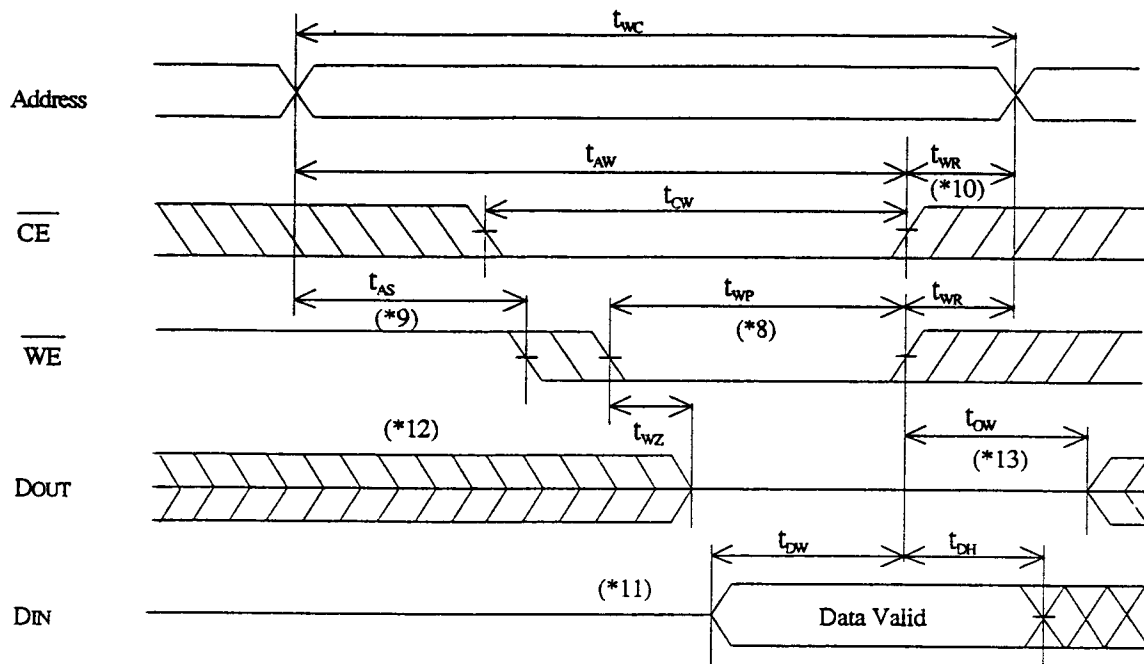 tWC
Address
tAW
tWR
(*10)
tCW
CE
tAS
(*9)
tWP
(*8)
tWR
WE
tWZ
(*12)
tOW
(*13)
DOUT
tDW
tDH
(*11)
DIN
Data Valid